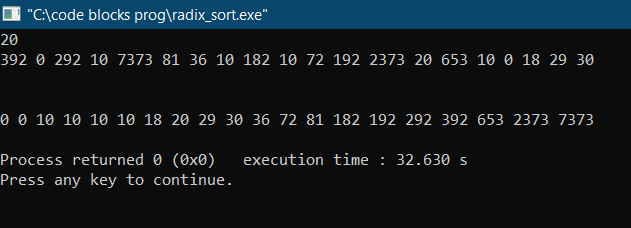 "C:\code blocks prog\radix_sort.exe"
20
392 0 292 10 7373 81 36 10 182 10 72 192 2373 20 653 10 0 18 29 30
0 0 10 10 10 10 18 20 29 30 36 72 81 182 192 292 392 653 2373 7373
Process returned 0 (0x0)   execution time : 32.630 s
Press any key to continue.